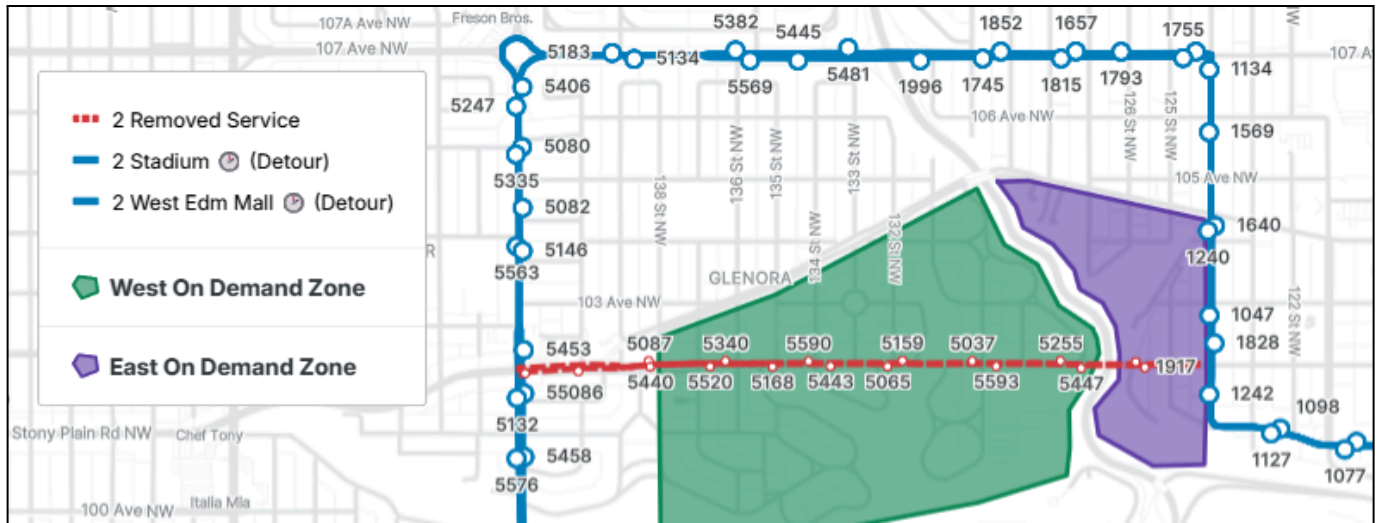 107A Ave NW
Freson Bros.
107 Ave NW
5382
5445
1852
1657
1755
107 A
5183
5134
5569
5481
1996
1745
1815
1793
1134
5406
5247
106 Ave NW
126 St NW
125 St NW
1569
2 Removed Service
2 Stadium (Detour)
2 West Edm Mall (Detour)
5080
5335
5082
136 St NW
135 St NW
133 St NW
138 St NW
134 St NW
132 St NW
105 Ave NW
1640
1240
R
5146
5563
GLENORA
103 Ave NW
West On Demand Zone
East On Demand Zone
1047
1828
122 St NW
5453
5087
5340
5590
5159
5037
5255
1917
5440
5520
5168
5443
5065
5593
5447
55086
5132
1242
1098
1127
1077
Stony Plain Rd NW
Chef Tony
5458
5576
Italia Mia
100 Ave NW
W